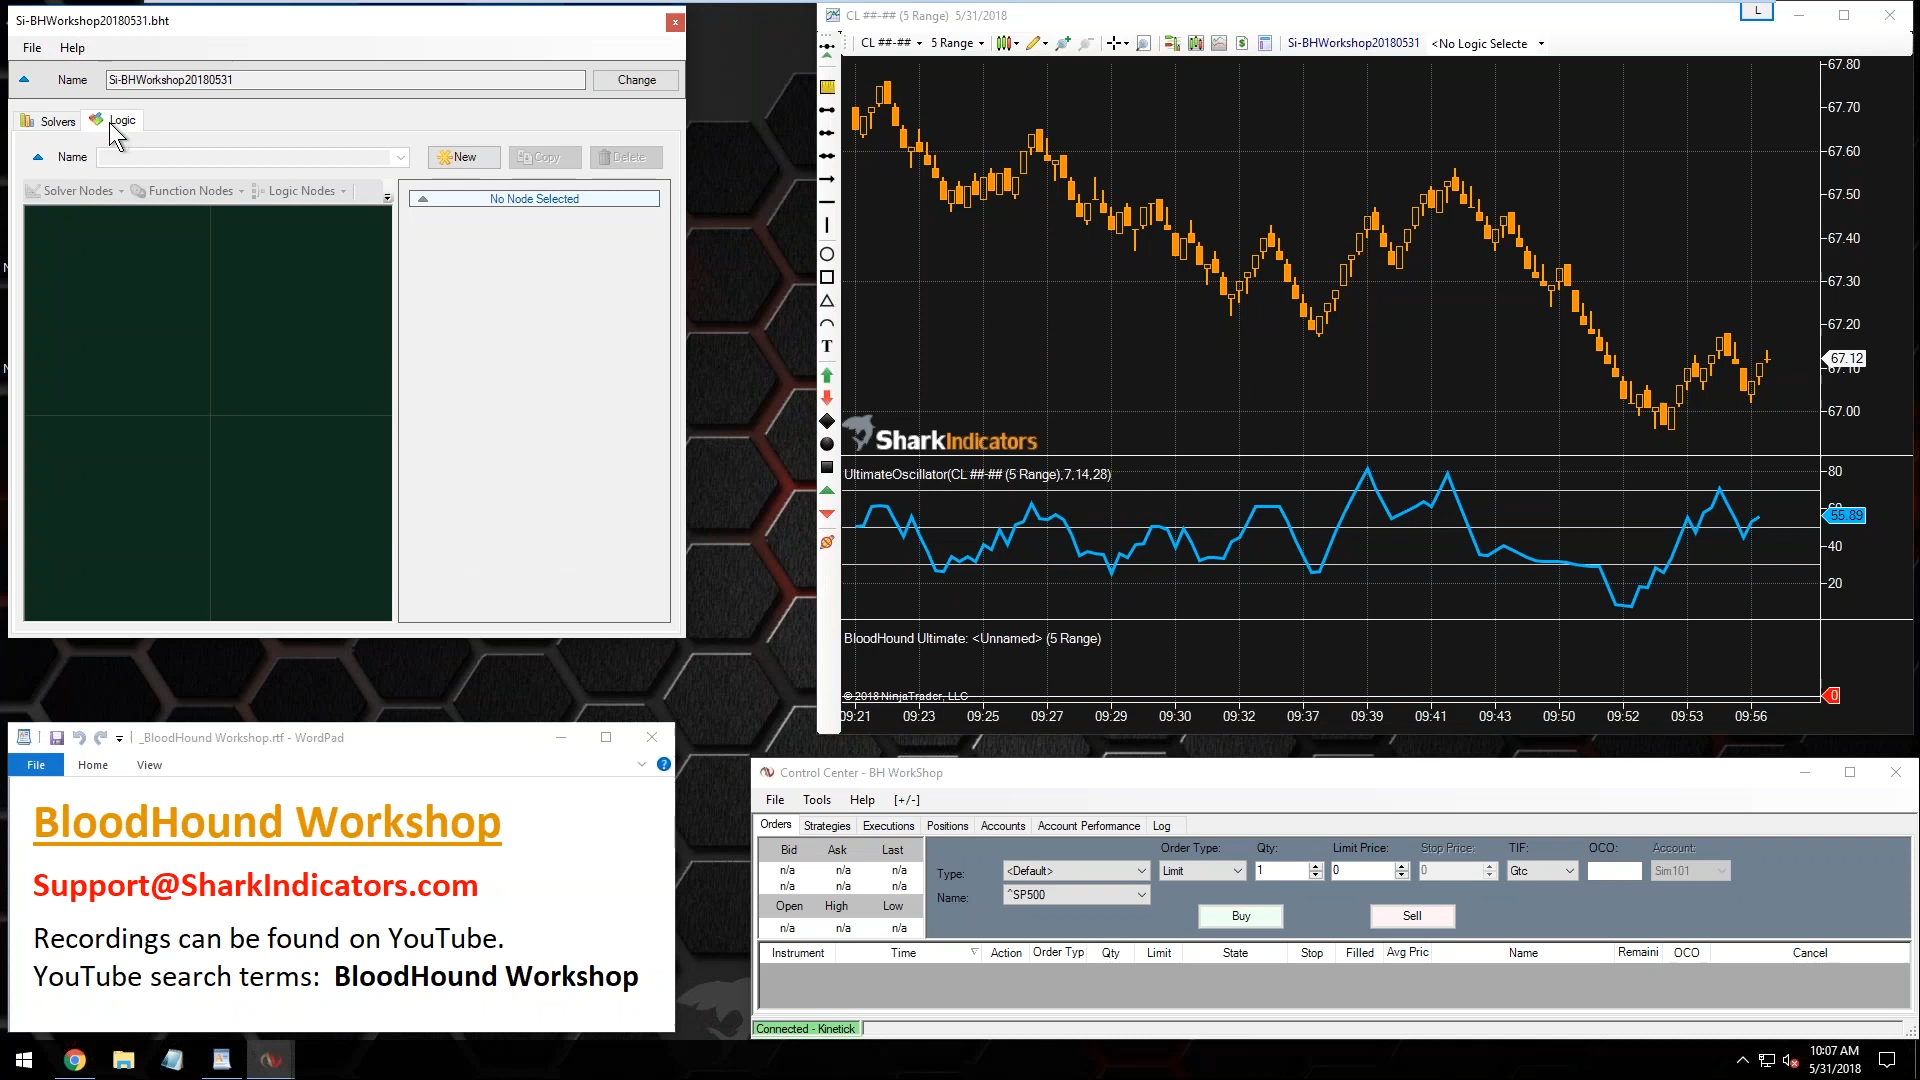 Si-BHWorkshop20180531.bht
x
File Help
Name Si-BHWorkshop20180531 Change
Solvers Logic
Name New Copy Delete
Solver Nodes Function Nodes Logic Nodes
No Node Selected
CL ##-## (5 Range) 5/31/2018
L
CL ##-## 5 Range Si-BHWorkshop20180531 <No Logic Selecte
67.80
67.70
67.60
67.50
67.40
67.30
67.20
67.12
67.10
67.00
SharkIndicators
UltimateOscillator(CL ##-## (5 Range),7,14,28)
80
60
55.89
40
20
BloodHound Ultimate: <Unnamed> (5 Range)
© 2018 NinjaTrader, LLC
0
09:21 09:23 09:25 09:27 09:29 09:30 09:32 09:37 09:39 09:41 09:43 09:50 09:52 09:53 09:56
_BloodHound Workshop.rtf - WordPad
File Home View
BloodHound Workshop
Support@SharkIndicators.com
Recordings can be found on YouTube.
YouTube search terms: BloodHound Workshop
Control Center - BH WorkShop
File Tools Help [+/-]
Orders Strategies Executions Positions Accounts Account Performance Log
Bid Ask Last
n/a n/a n/a
n/a n/a n/a
Open High Low
n/a n/a n/a
Order Type: Qty: Limit Price: Stop Price: TIF: OCO: Account:
Type: <Default> Limit 1 0 0 Gtc Sim101
Name: ^SP500
Buy Sell
Instrument Time Action Order Typ Qty Limit State Stop Filled Avg Pric Name Remaini OCO Cancel
Connected - Kinetick
10:07 AM
5/31/2018